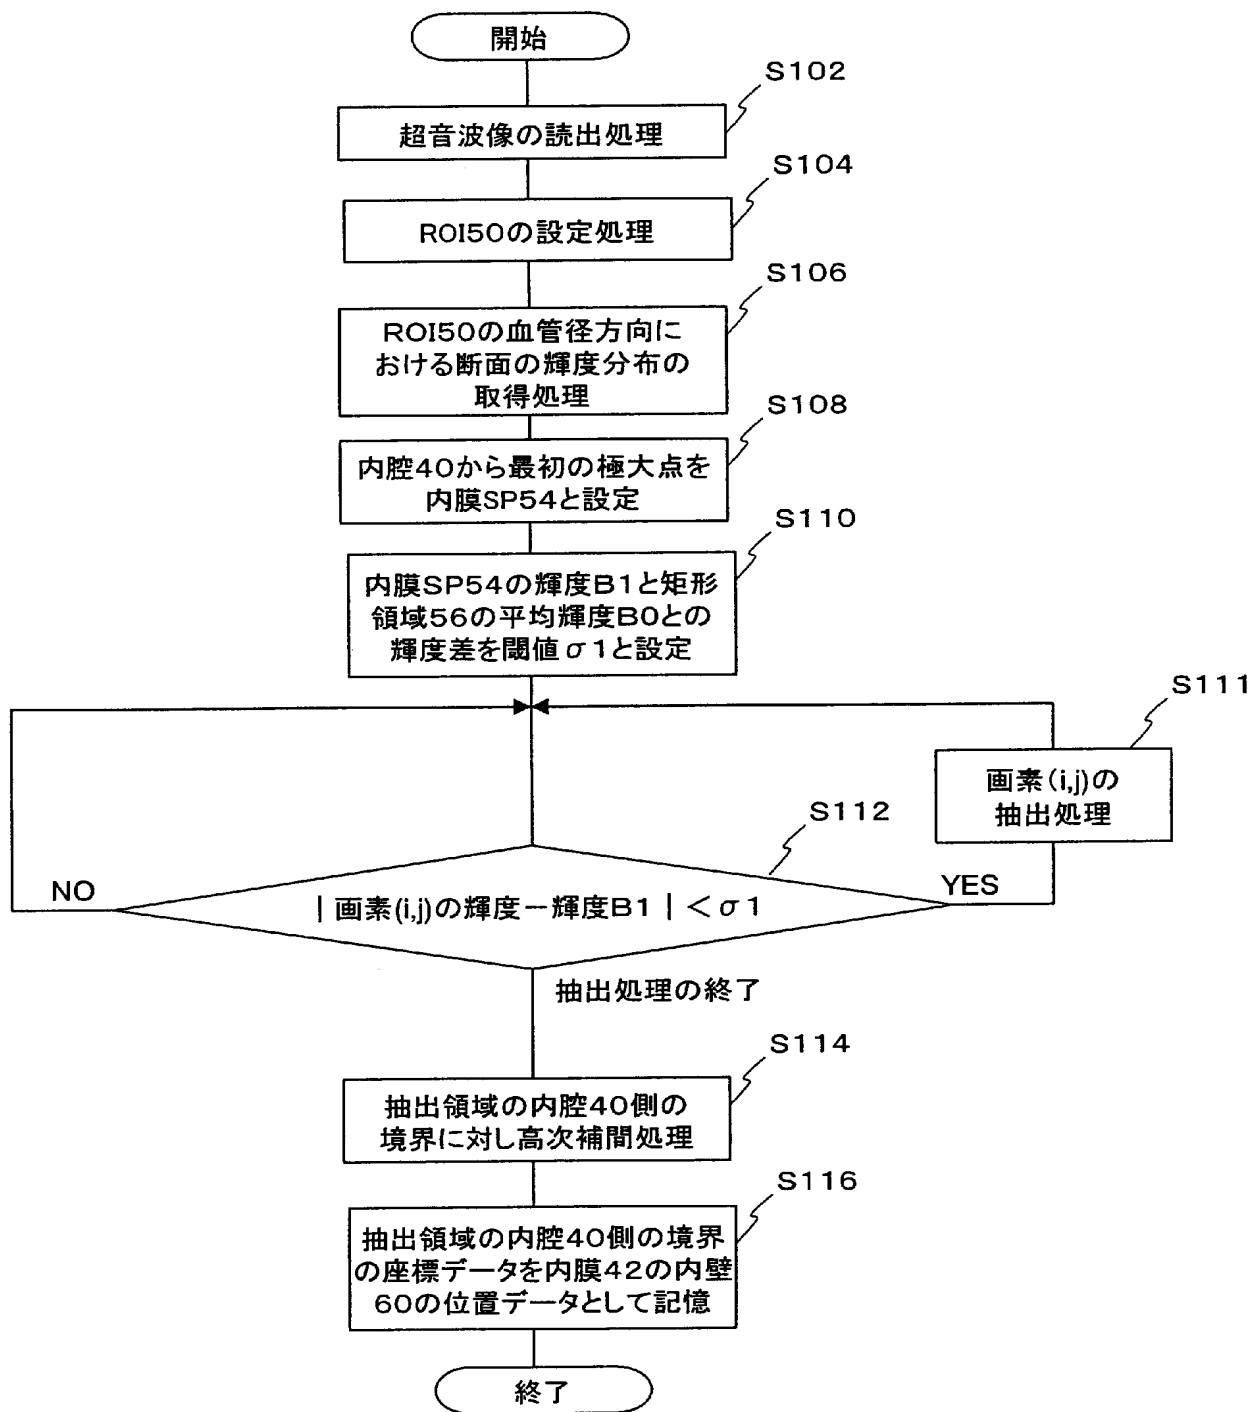 開始
S102
超音波像の読出処理
S104
ROI50の設定処理
S106
ROI50の血管径方向に
おける断面の輝度分布の
取得処理
S108
内腔40から最初の極大点を
内膜SP54と設定
S110
内膜SP54の輝度B1と矩形
領域56の平均輝度B0との
輝度差を閾値σ1と設定
S111
画素(i,j)の
抽出処理
S112
NO
YES
|画素(i,j)の輝度－輝度B1|＜σ1
抽出処理の終了
S114
抽出領域の内腔40側の
境界に対し高次補間処理
S116
抽出領域の内腔40側の境界
の座標データを内膜42の内壁
60の位置データとして記憶
終了